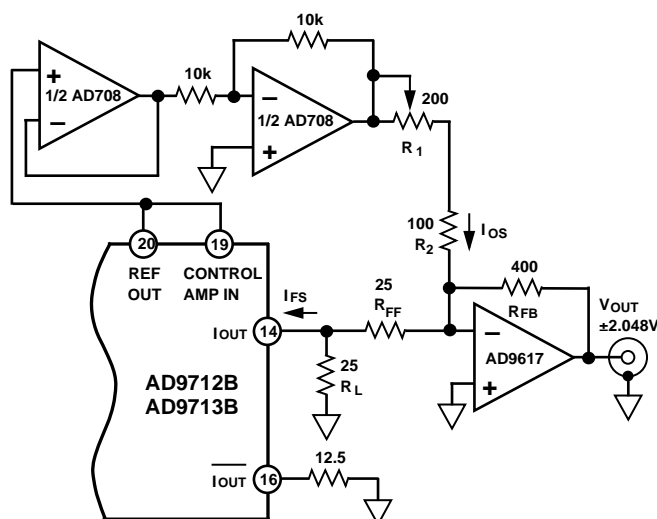 10k
10k
+
1/2 AD708
−
−
1/2 AD708
+
200
R1
100
R2
IOS
20
19
REF
OUT
CONTROL
AMP IN
IFS
25
RFF
400
RFB
VOUT
±2.048V
IOUT
14
−
AD9617
+
25
RL
AD9712B
AD9713B
12.5
IOUT
16